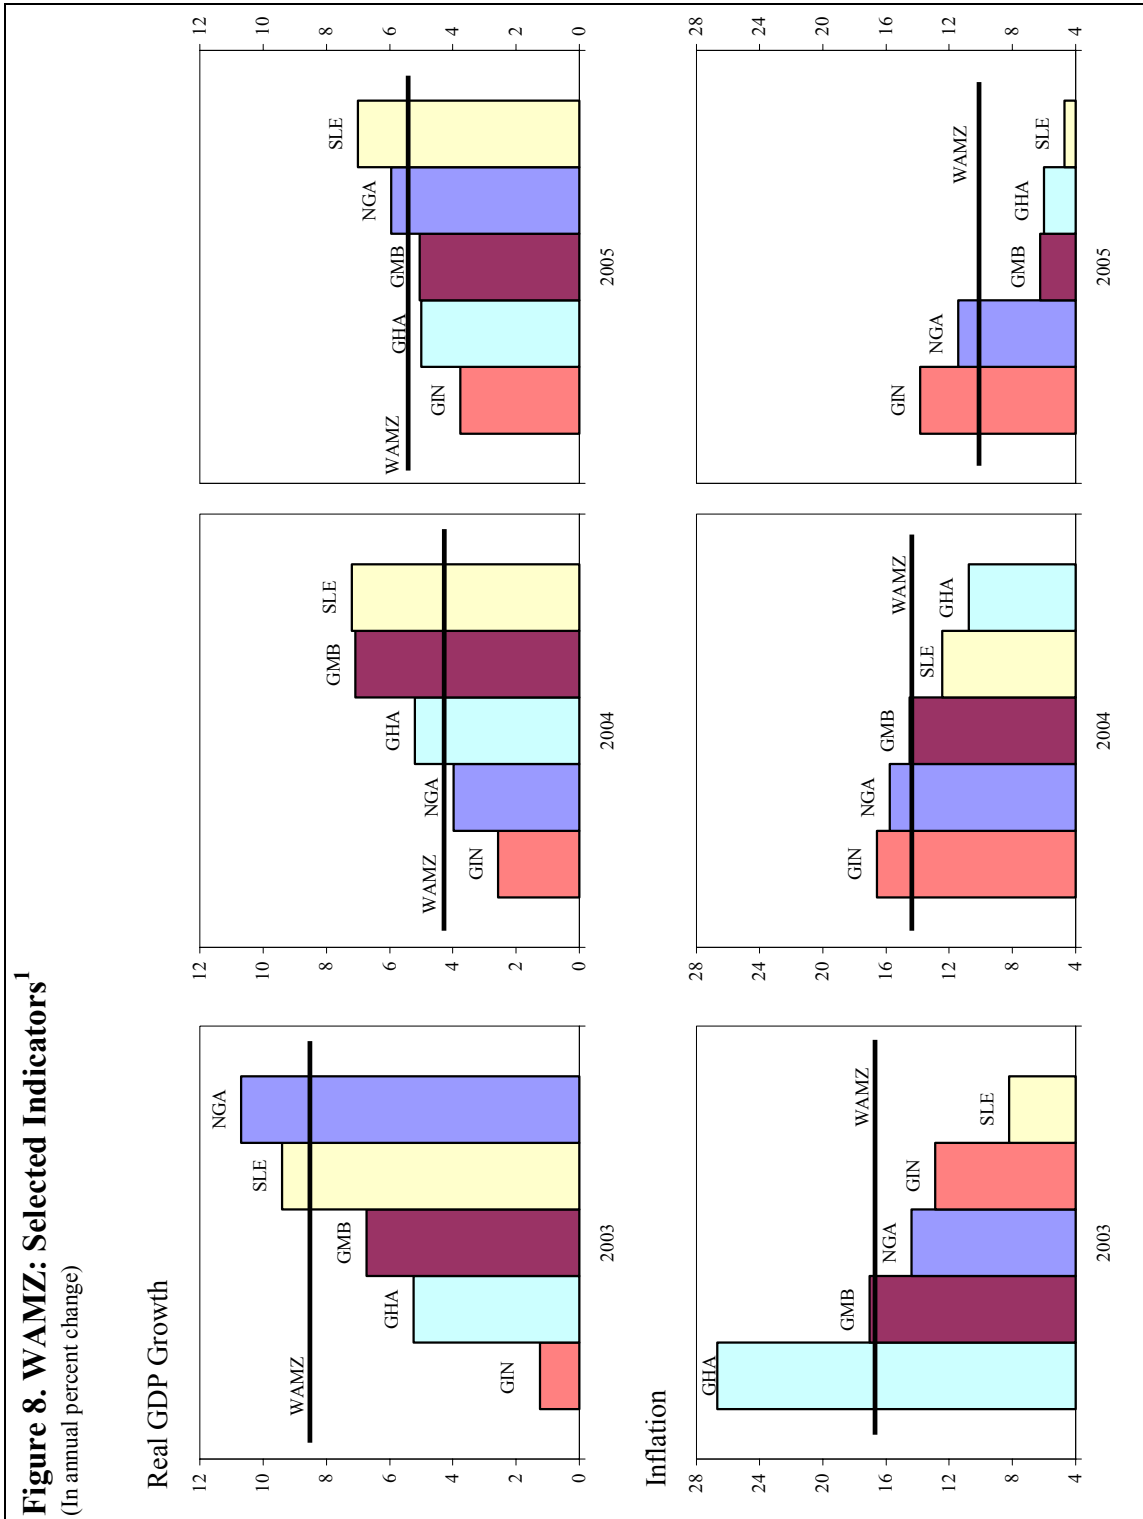 Figure 8. WAMZ: Selected Indicators1
(In annual percent change)
Real GDP Growth
12
10
8
6
4
2
0
WAMZ
GIN
GHA
GMB
SLE
NGA
2003
12
10
8
6
4
2
0
WAMZ
GIN
NGA
GHA
GMB
SLE
2004
WAMZ
GIN
GHA
GMB
NGA
SLE
2005
12
10
8
6
4
2
0
Inflation
28
24
20
16
12
8
4
GHA
GMB
NGA
GIN
SLE
WAMZ
2003
28
24
20
16
12
8
4
GIN
NGA
GMB
SLE
GHA
WAMZ
2004
GIN
NGA
GMB
GHA
SLE
WAMZ
2005
28
24
20
16
12
8
4